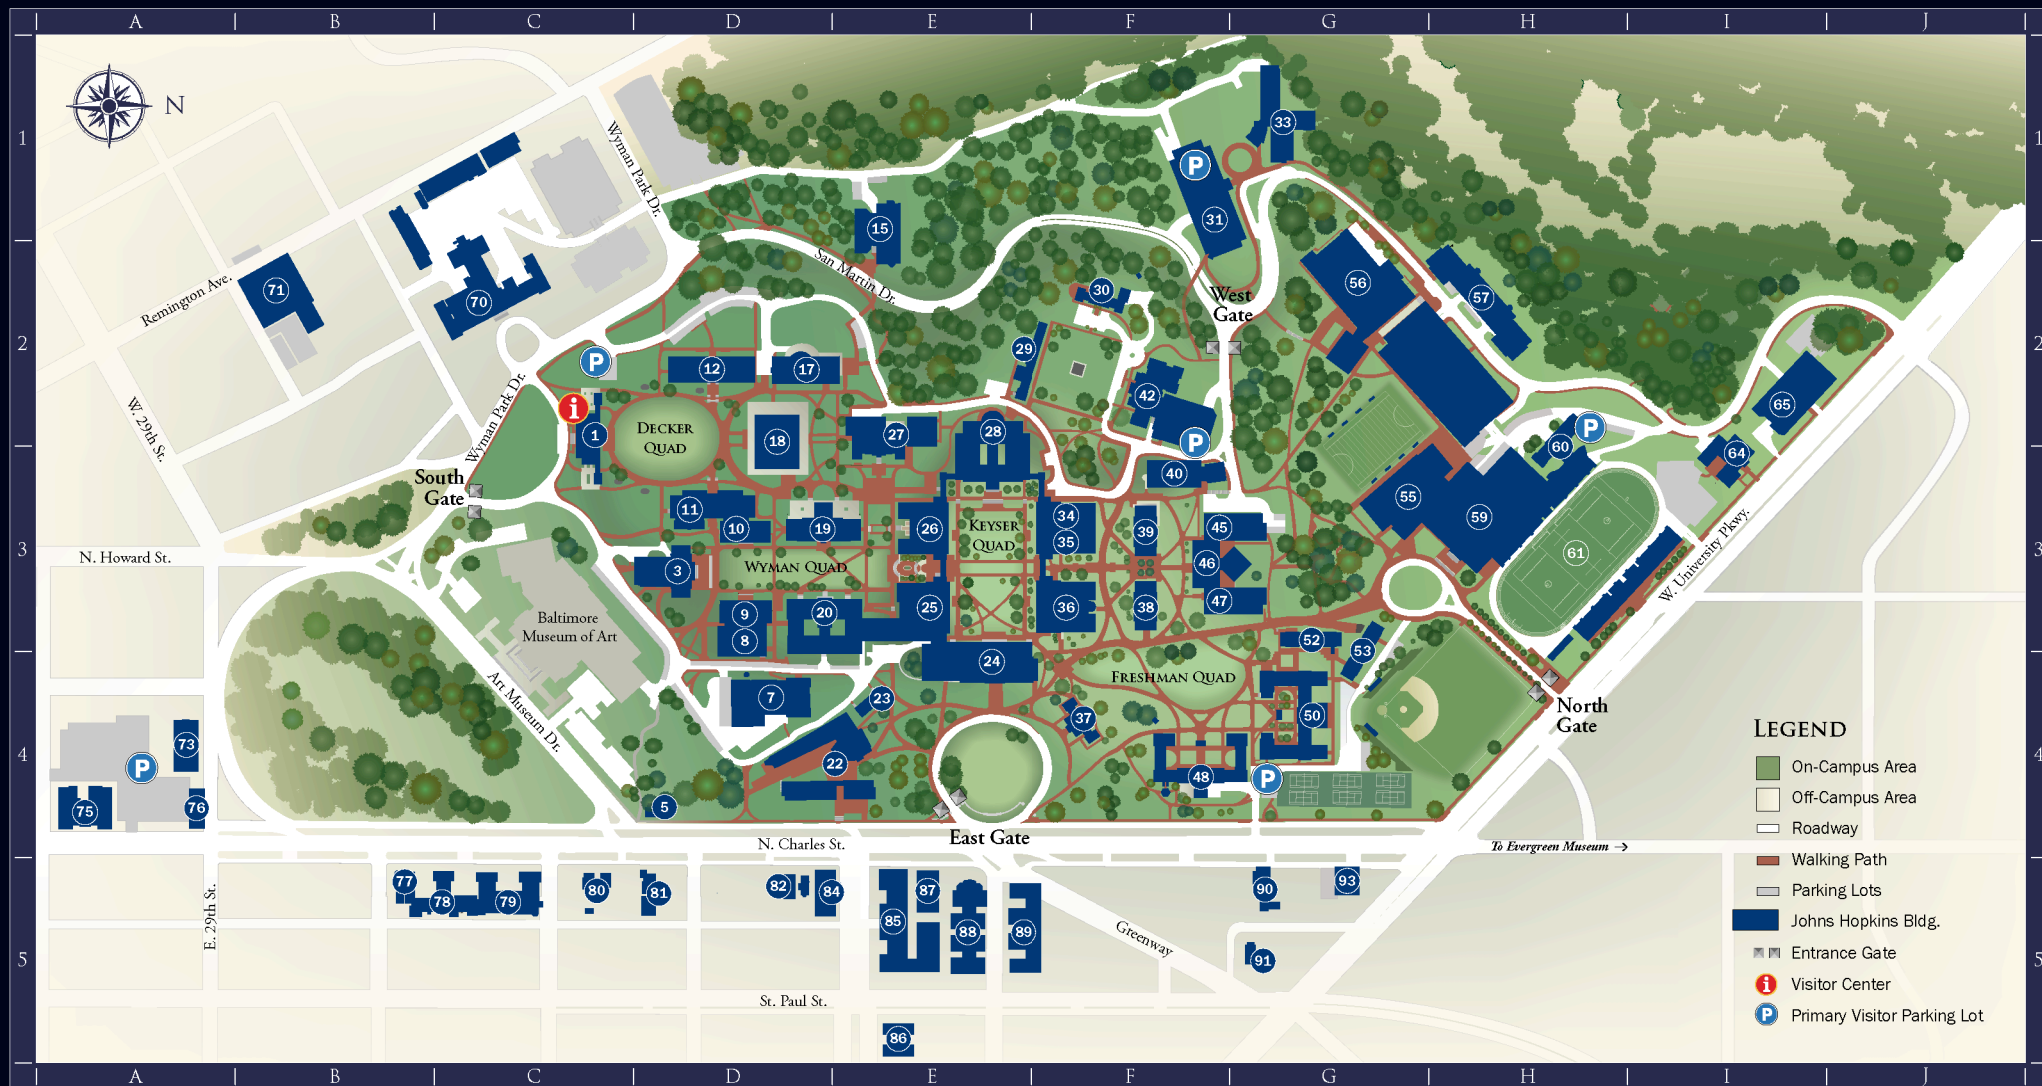 A B C D E F G H I J
N
1 1
2 2
3 3
4 4
5 5
Wyman Park Dr.
33
P
31
15
San Martin Dr.
Remington Ave.
71
70
30
West
Gate
56
57
29
P
12
17
42
65
Wyman Park Dr.
W. 29th St.
i
1
Decker
Quad
18
27
28
P
60
P
64
South
Gate
40
55
11
10
19
26
Keyser
Quad
34
35
39
45
59
N. Howard St.
3
Wyman Quad
46
61
W. University Pkwy.
Baltimore
Museum of Art
9
8
20
25
36
38
47
52
53
24
Freshman Quad
Art Museum Dr.
7
23
37
50
North
Gate
73
P
22
48
P
75
76
5
East Gate
N. Charles St.
To Evergreen Museum →
E. 29th St.
77
78
79
80
81
82
84
85
87
88
89
90
93
91
Greenway
St. Paul St.
86
Legend
On-Campus Area
Off-Campus Area
Roadway
Walking Path
Parking Lots
Johns Hopkins Bldg.
Entrance Gate
i Visitor Center
P Primary Visitor Parking Lot
A B C D E F G H I J